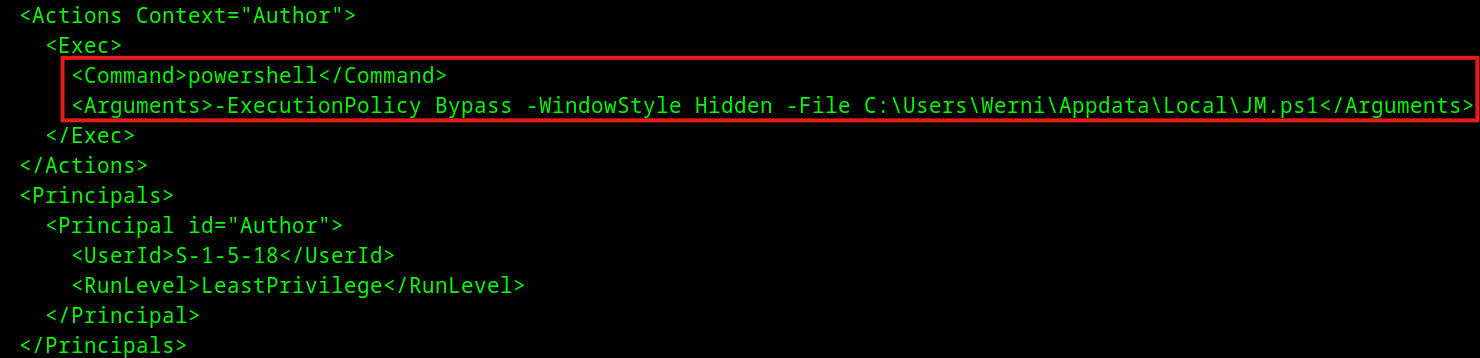 <Actions Context="Author">
<Exec>
<Command>powershell</Command>
<Arguments>-ExecutionPolicy Bypass -WindowStyle Hidden -File C:\Users\Werni\Appdata\Local\JM.ps1</Arguments>
</Exec>
</Actions>
<Principals>
<Principal id="Author">
<UserId>S-1-5-18</UserId>
<RunLevel>LeastPrivilege</RunLevel>
</Principal>
</Principals>